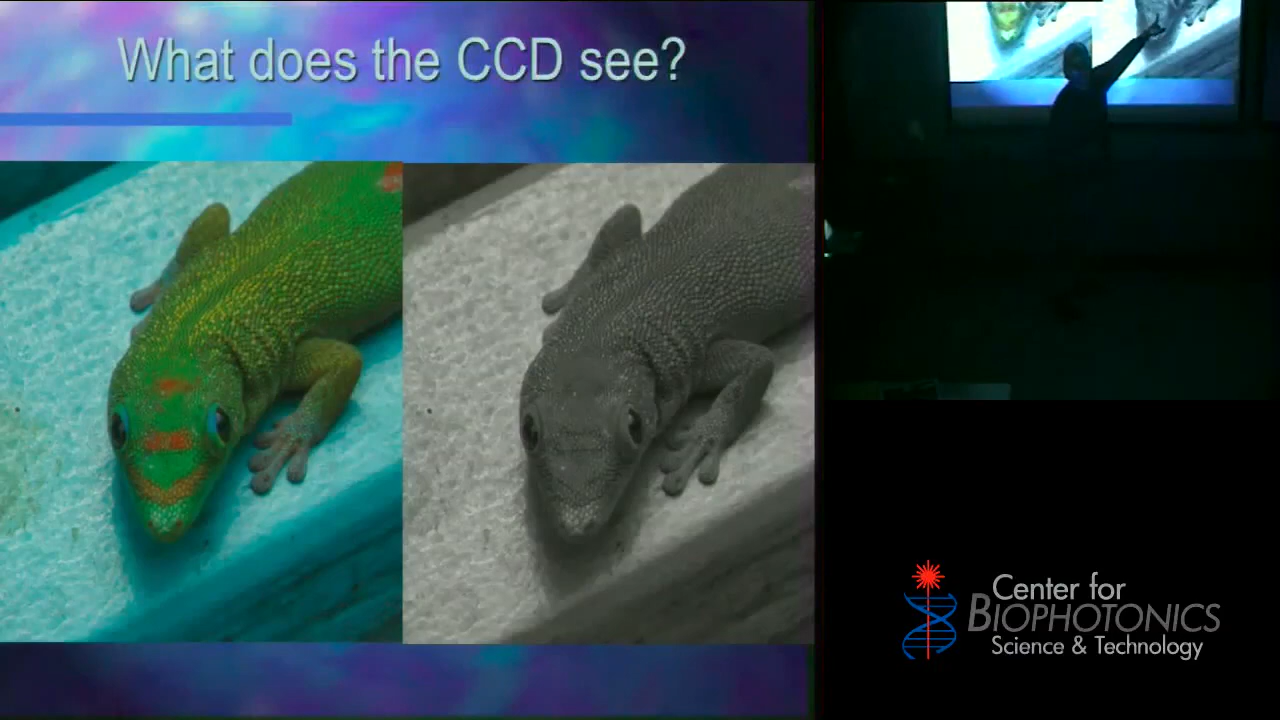 What does the CCD see?
Center for
BIOPHOTONICS
Science & Technology